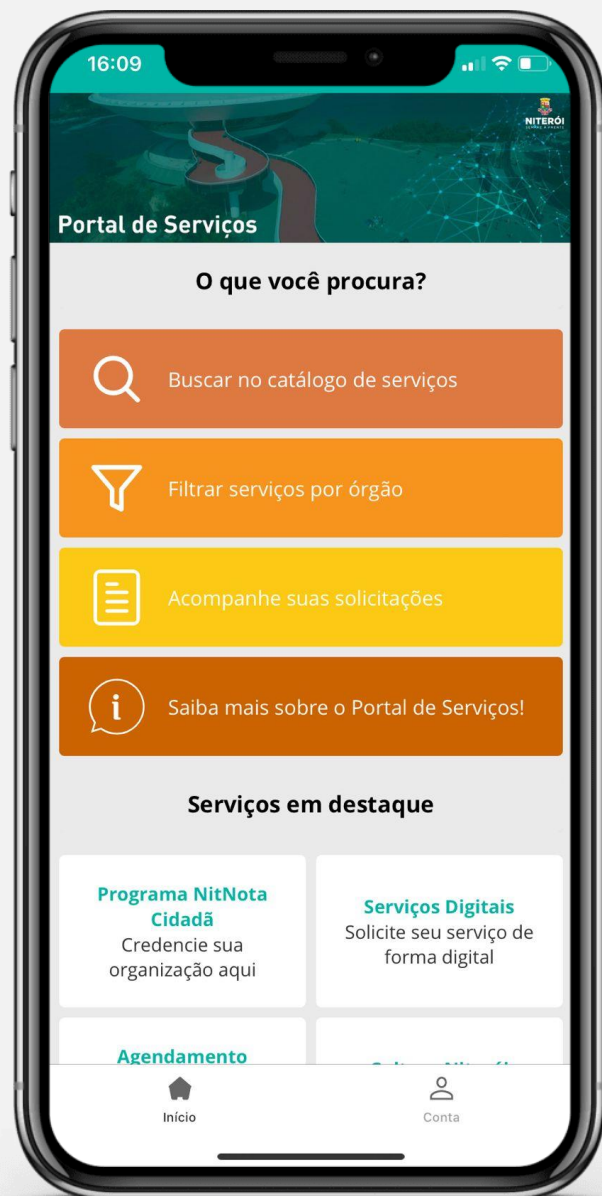 16:09
NITERÓI
Portal de Serviços
O que você procura?
Buscar no catálogo de serviços
Filtrar serviços por órgão
Acompanhe suas solicitações
Saiba mais sobre o Portal de Serviços!
Serviços em destaque
Programa NitNota
Cidadã
Credencie sua
organização aqui
Serviços Digitais
Solicite seu serviço de
forma digital
Agendamento
Início
Conta